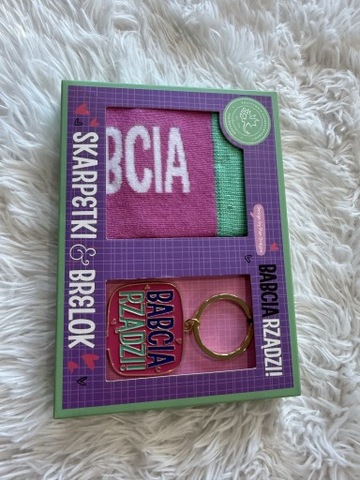 BABCIA RZĄDZI!
BCIA
BABCIA
RZĄDZI!
SKARPETKI & BRELOK